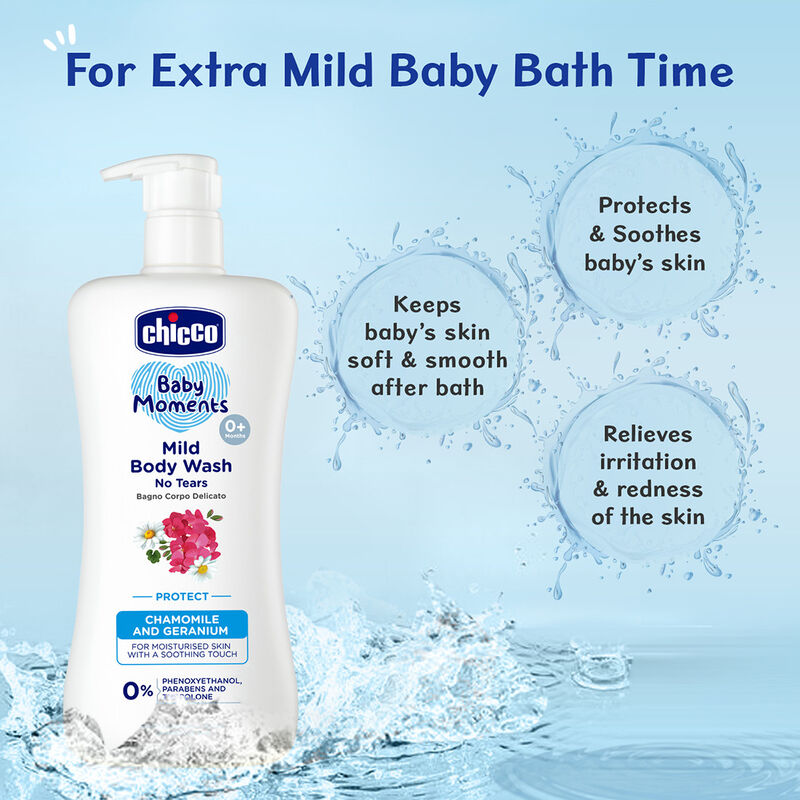 For Extra Mild Baby Bath Time
Protects
& Soothes
baby's skin
Keeps
baby's skin
soft & smooth
after bath
Relieves
irritation
& redness
of the skin
chicco
Baby
Moments
0+
Months
Mild
Body Wash
No Tears
Bagno Corpo Delicato
PROTECT
CHAMOMILE
AND GERANIUM
FOR MOISTURISED SKIN
WITH A SOOTHING TOUCH
0%
PHENOXYETHANOL,
PARABENS AND